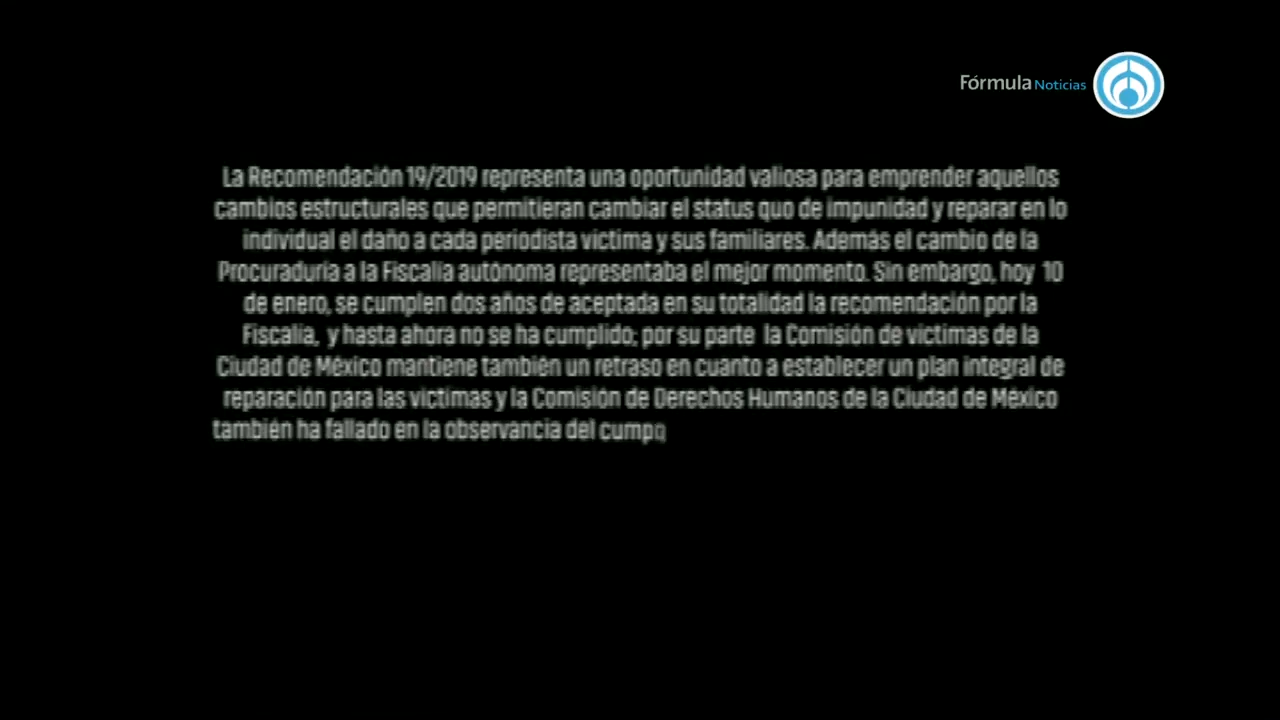 Fórmula Noticias
La Recomendación 19/2019 representa una oportunidad valiosa para emprender aquellos
cambios estructurales que permitieran cambiar el status quo de impunidad y reparar en lo
individual el daño a cada periodista víctima y sus familiares. Además el cambio de la
Procuraduría a la Fiscalía autónoma representaba el mejor momento. Sin embargo, hoy 10
de enero, se cumplen dos años de aceptada en su totalidad la recomendación por la
Fiscalía, y hasta ahora no se ha cumplido; por su parte la Comisión de víctimas de la
Ciudad de México mantiene también un retraso en cuanto a establecer un plan integral de
reparación para las víctimas y la Comisión de Derechos Humanos de la Ciudad de México
también ha fallado en la observancia del